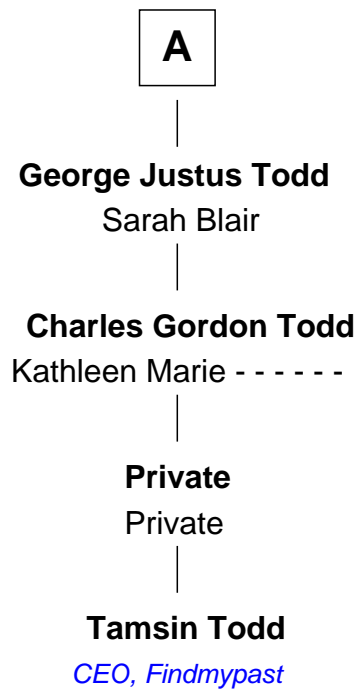 A
George Justus Todd
Sarah Blair
Charles Gordon Todd
Kathleen Marie - - - - - -
Private
Private
Tamsin Todd
CEO, Findmypast